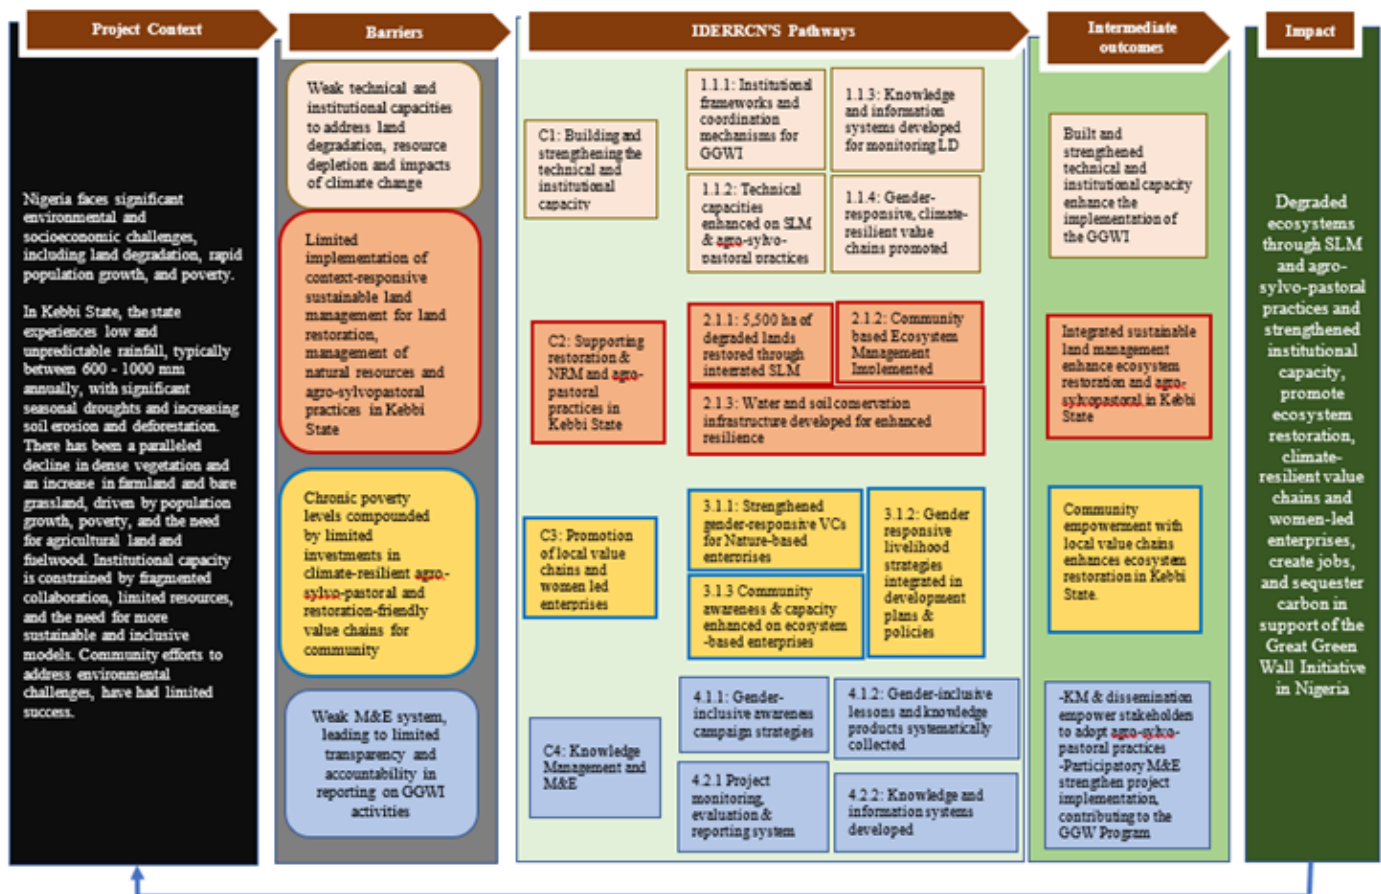 Project Context
Nigeria faces significant
environmental and
socioeconomic challenges,
including land degradation, rapid
population growth, and poverty.
In Kebbi State, the state
experiences low and
unpredictable rainfall, typically
between 600 - 1000 mm
annually, with significant
seasonal droughts and increasing
soil erosion and deforestation.
There has been a paralleled
decline in dense vegetation and
an increase in farmland and bare
grassland, driven by population
growth, poverty, and the need
for agricultural land and
fuelwood. Institutional capacity
is constrained by fragmented
collaboration, limited resources,
and the need for more
sustainable and inclusive
models. Community efforts to
address environmental
challenges, have had limited
success.
Barriers
Weak technical and
institutional capacities
to address land
degradation, resource
depletion and impacts
of climate change
Limited
implementation of
context-responsive
sustainable land
management for land
restoration,
management of
natural resources and
agro-sylvopastoral
practices in Kebbi
State
Chronic poverty
levels compounded
by limited
investments in
climate-resilient agro-
sylvo-pastoral and
restoration-friendly
value chains for
community
Weak M&E system,
leading to limited
transparency and
accountability in
reporting on GGWI
activities
IDERRCN'S Pathways
C1: Building and
strengthening the
technical and
institutional
capacity
1.1.1: Institutional
frameworks and
coordination
mechanisms for
GGWI
1.1.3: Knowledge
and information
systems developed
for monitoring LD
1.1.2: Technical
capacities
enhanced on SLM
& agro-sylvo-
pastoral practices
1.1.4: Gender-
responsive, climate-
resilient value
chains promoted
C2: Supporting
restoration &
NRM and agro-
pastoral
practices in
Kebbi State
2.1.1: 5,500 ha of
degraded lands
restored through
integrated SLM
2.1.2: Community
based Ecosystem
Management
Implemented
2.1.3: Water and soil conservation
infrastructure developed for enhanced
resilience
C3: Promotion
of local value
chains and
women led
enterprises
3.1.1: Strengthened
gender-responsive VCs
for Nature-based
enterprises
3.1.2: Gender
responsive
livelihood
strategies
integrated in
development
plans &
policies
3.1.3 Community
awareness & capacity
enhanced on ecosystem
-based enterprises
C4: Knowledge
Management and
M&E
4.1.1: Gender-
inclusive awareness
campaign strategies
4.1.2: Gender-inclusive
lessons and knowledge
products systematically
collected
4.2.1 Project
monitoring,
evaluation &
reporting system
4.2.2: Knowledge and
information systems
developed
Intermediate
outcomes
Built and
strengthened
technical and
institutional capacity
enhance the
implementation of
the GGWI
Integrated sustainable
land management
enhance ecosystem
restoration and agro-
sylvopastoral in Kebbi
State
Community
empowerment with
local value chains
enhances ecosystem
restoration in Kebbi
State.
-KM & dissemination
empower stakeholders
to adopt agro-sylvo-
pastoral practices
-Participatory M&E
strengthen project
implementation,
contributing to the
GGW Program
Impact
Degraded
ecosystems
through SLM
and agro-
sylvo-pastoral
practices and
strengthened
institutional
capacity,
promote
ecosystem
restoration,
climate-
resilient value
chains and
women-led
enterprises,
create jobs,
and sequester
carbon in
support of the
Great Green
Wall Initiative
in Nigeria